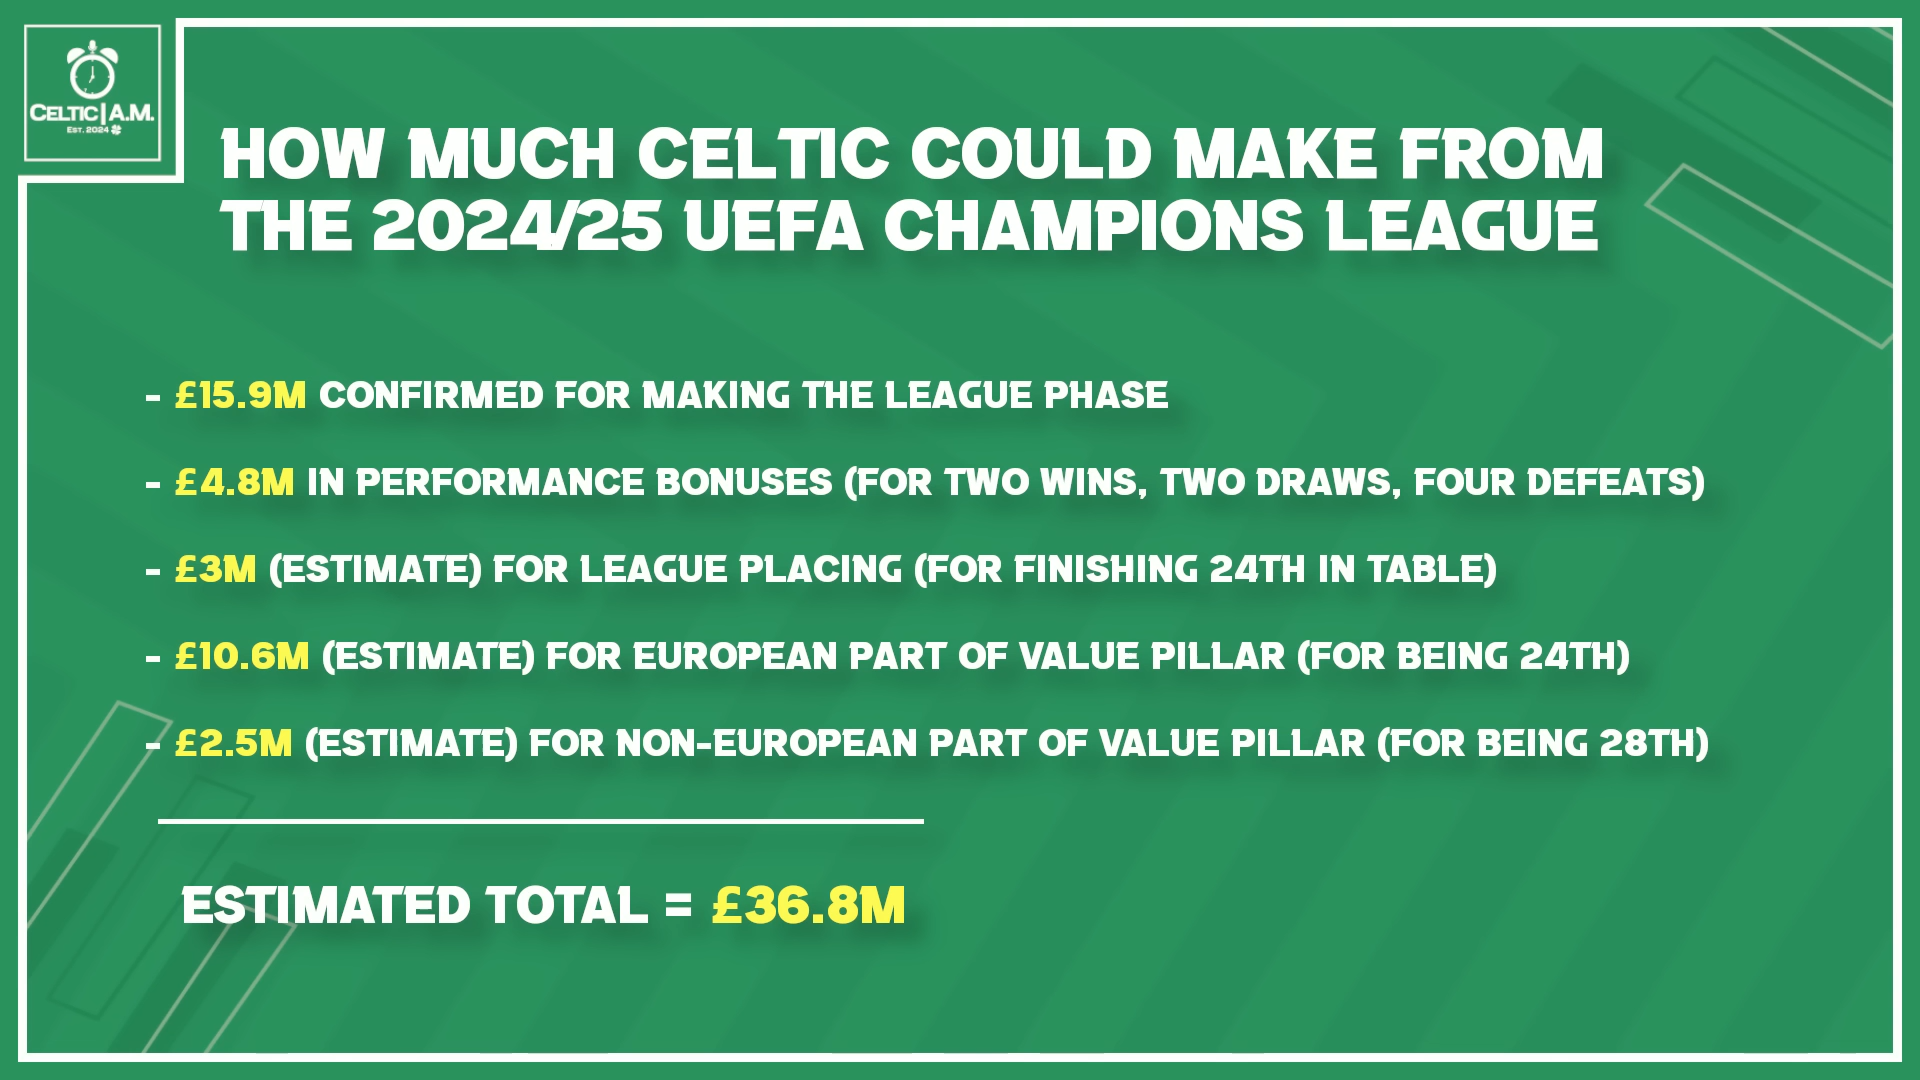 CELTIC|A.M.
EST. 2024
HOW MUCH CELTIC COULD MAKE FROM
THE 2024/25 UEFA CHAMPIONS LEAGUE
- £15.9M CONFIRMED FOR MAKING THE LEAGUE PHASE
- £4.8M IN PERFORMANCE BONUSES (FOR TWO WINS, TWO DRAWS, FOUR DEFEATS)
- £3M (ESTIMATE) FOR LEAGUE PLACING (FOR FINISHING 24TH IN TABLE)
- £10.6M (ESTIMATE) FOR EUROPEAN PART OF VALUE PILLAR (FOR BEING 24TH)
- £2.5M (ESTIMATE) FOR NON-EUROPEAN PART OF VALUE PILLAR (FOR BEING 28TH)
ESTIMATED TOTAL = £36.8M